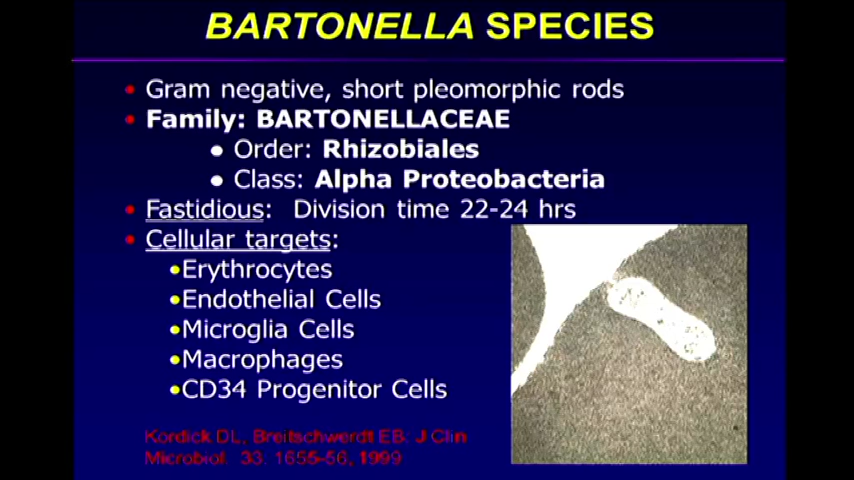 BARTONELLA SPECIES
• Gram negative, short pleomorphic rods
• Family: BARTONELLACEAE
• Order: Rhizobiales
• Class: Alpha Proteobacteria
• Fastidious: Division time 22-24 hrs
• Cellular targets:
•Erythrocytes
•Endothelial Cells
•Microglia Cells
•Macrophages
•CD34 Progenitor Cells
Kordick DL, Breitschwerdt EB. J Clin
Microbiol. 33: 1655-56, 1999